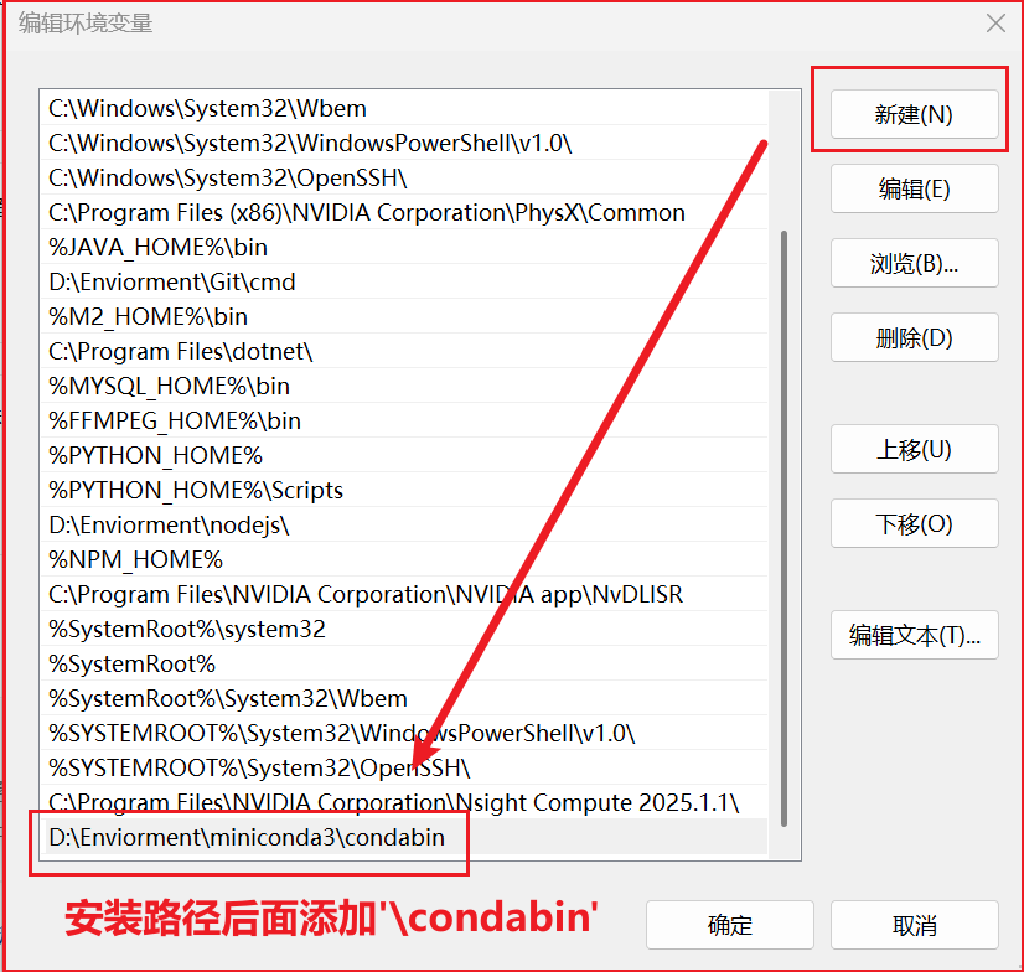 编辑环境变量
C:\Windows\System32\Wbem
C:\Windows\System32\WindowsPowerShell\v1.0\
C:\Windows\System32\OpenSSH\
C:\Program Files (x86)\NVIDIA Corporation\PhysX\Common
%JAVA_HOME%\bin
D:\Enviorment\Git\cmd
%M2_HOME%\bin
C:\Program Files\dotnet\
%MYSQL_HOME%\bin
%FFMPEG_HOME%\bin
%PYTHON_HOME%
%PYTHON_HOME%\Scripts
D:\Enviorment\nodejs\
%NPM_HOME%
C:\Program Files\NVIDIA Corporation\NVIDIA app\NvDLISR
%SystemRoot%\system32
%SystemRoot%
%SystemRoot%\System32\Wbem
%SYSTEMROOT%\System32\WindowsPowerShell\v1.0\
%SYSTEMROOT%\System32\OpenSSH\
C:\Program Files\NVIDIA Corporation\Nsight Compute 2025.1.1\
D:\Enviorment\miniconda3\condabin
新建(N)
编辑(E)
浏览(B)...
删除(D)
上移(U)
下移(O)
编辑文本(T)...
安装路径后面添加'\condabin'
确定
取消